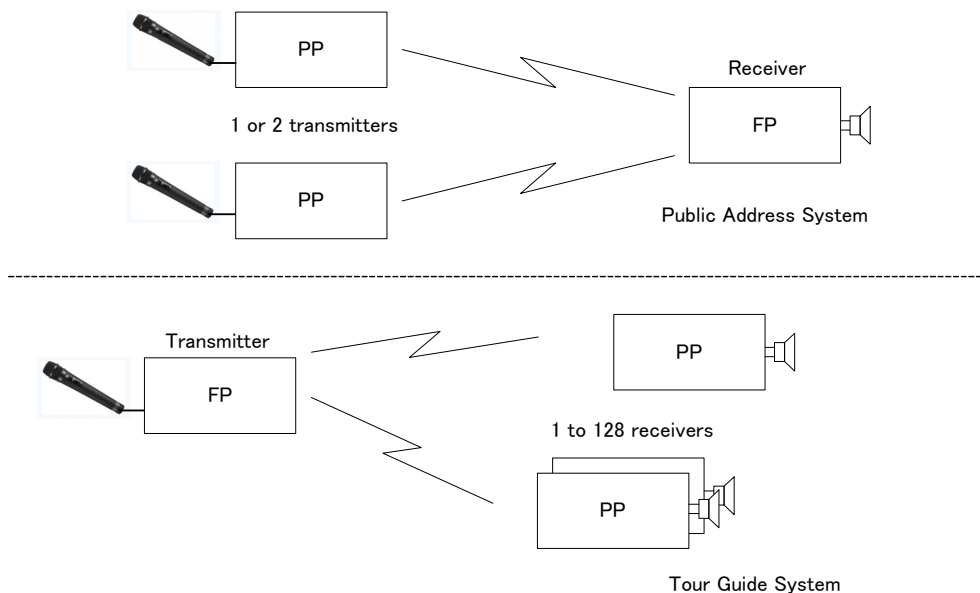 PP
1 or 2 transmitters
PP
Receiver
FP
Public Address System
Transmitter
FP
PP
1 to 128 receivers
PP
Tour Guide System